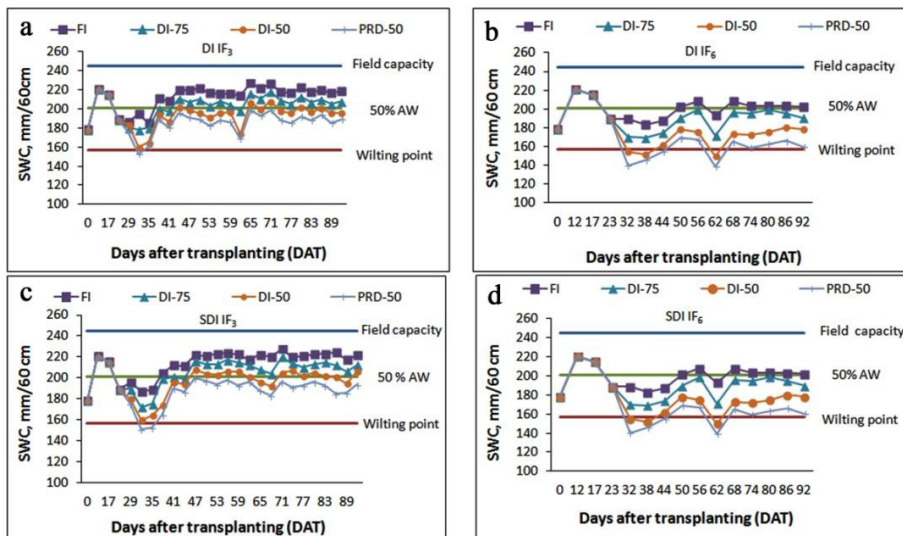 a
FI DI-75 DI-50 PRD-50
DI IF₃
Field capacity
50% AW
Wilting point
SWC, mm/60cm
260
240
220
200
180
160
140
120
100
0 17 29 35 41 47 53 59 65 71 77 83 89
Days after transplanting (DAT)
b
FI DI-75 DI-50 PRD-50
DI IF₆
Field capacity
50% AW
Wilting point
SWC, mm/60cm
260
240
220
200
180
160
140
120
100
0 12 17 23 32 38 44 50 56 62 68 74 80 86 92
Days after transplanting (DAT)
c
FI DI-75 DI-50 PRD-50
SDI IF₃
Field capacity
50 % AW
Wilting point
SWC, mm/60 cm
260
240
220
200
180
160
140
120
100
0 17 29 35 41 47 53 59 65 71 77 83 89
Days after transplanting (DAT)
d
FI DI-75 DI-50 PRD-50
SDI IF₆
Field capacity
50% AW
Wilting point
SWC, mm/60 cm
260
240
220
200
180
160
140
120
100
0 12 17 23 32 38 44 50 56 62 68 74 80 86 92
Days after transplanting (DAT)